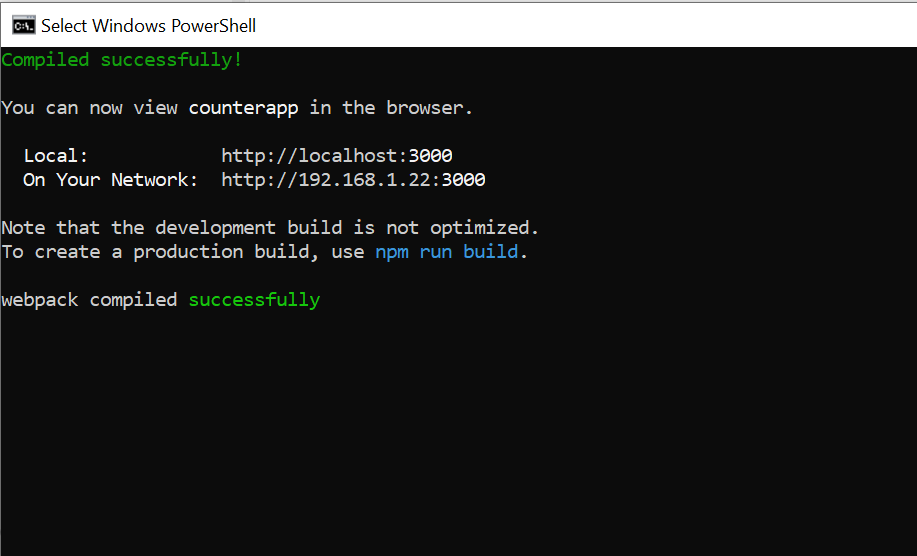 Select Windows PowerShell
Compiled successfully!
You can now view counterapp in the browser.
Local: http://localhost:3000
On Your Network: http://192.168.1.22:3000
Note that the development build is not optimized.
To create a production build, use npm run build.
webpack compiled successfully